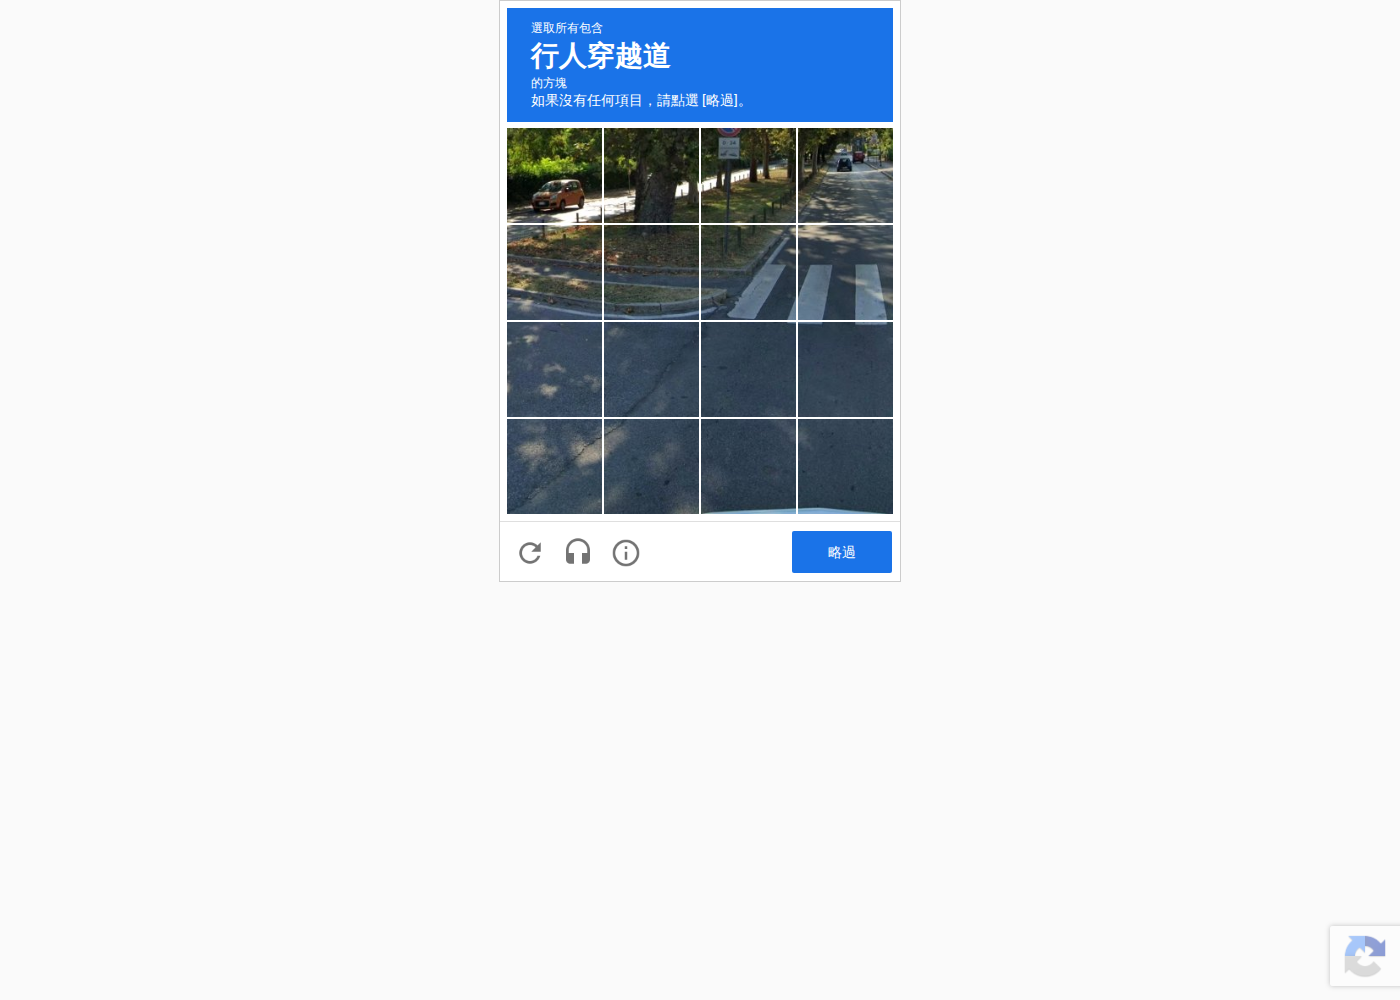 選取所有包含
行人穿越道
的方塊
如果沒有任何項目，請點選 [略過]。
略過